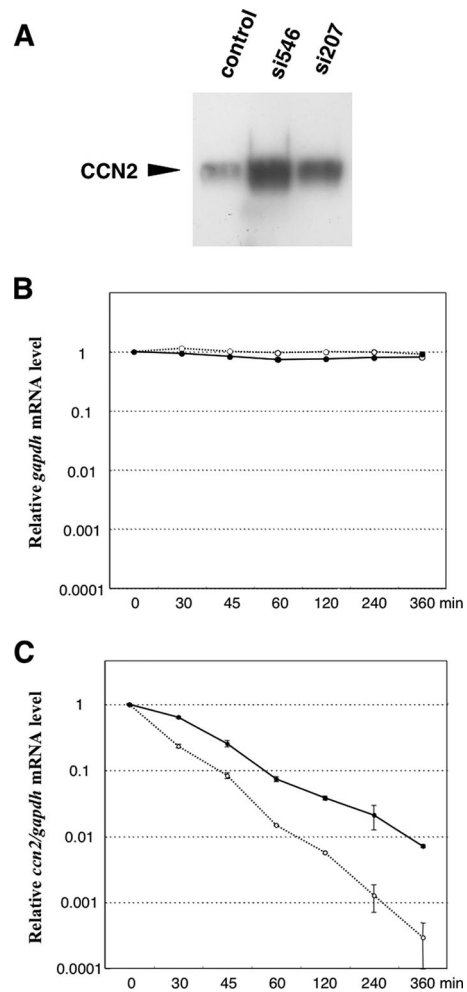 A
control
si546
si207
CCN2
B
Relative gapdh mRNA level
1
0.1
0.01
0.001
0.0001
0 30 45 60 120 240 360 min
C
Relative ccn2/gapdh mRNA level
1
0.1
0.01
0.001
0.0001
0 30 45 60 120 240 360 min